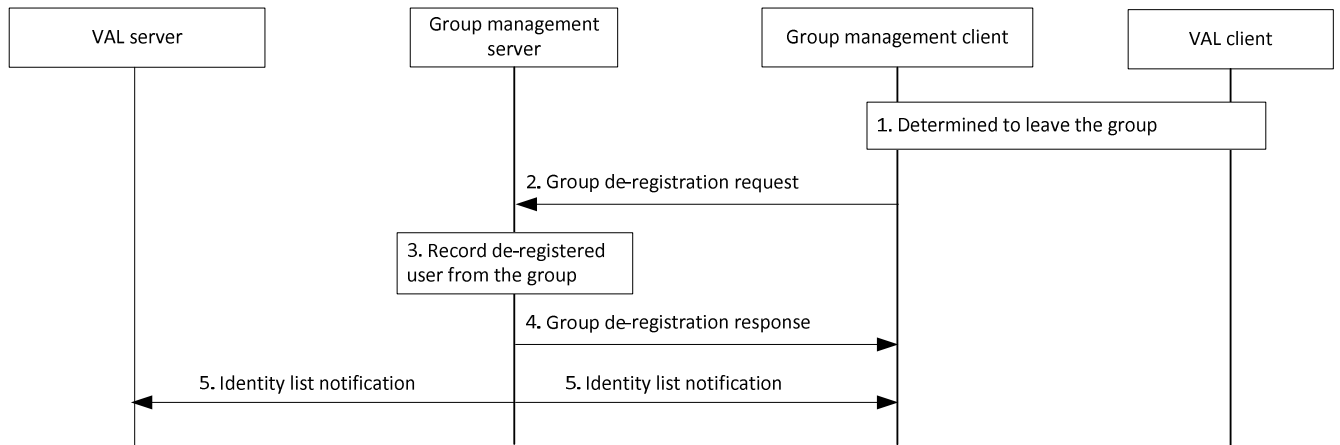 VAL server
Group management
server
Group management client
VAL client
1. Determined to leave the group
2. Group de-registration request
3. Record de-registered
user from the group
4. Group de-registration response
5. Identity list notification
5. Identity list notification